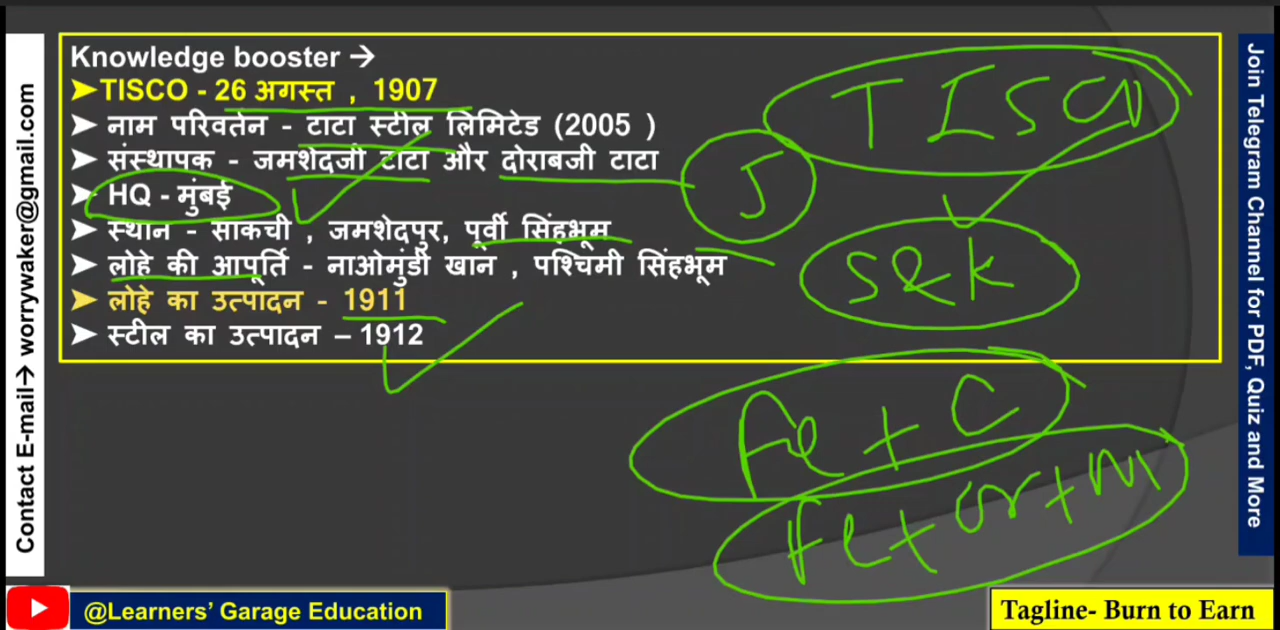 Knowledge booster →
➤TISCO - 26 अगस्त , 1907
➤ नाम परिवर्तन - टाटा स्टील लिमिटेड (2005 )
➤ संस्थापक - जमशेदजी टाटा और दोराबजी टाटा
➤ HQ - मुंबई
➤ स्थान - साकची , जमशेदपुर, पूर्वी सिंहभूम
➤ लोहे की आपूर्ति - नाओमुंडी खान , पश्चिमी सिंहभूम
➤ लोहे का उत्पादन - 1911
➤ स्टील का उत्पादन – 1912
TISCO
J
S&K
Fe + C
Fe + Cr +
Contact E-mail→ worrywaker@gmail.com
Join Telegram Channel for PDF, Quiz and More
@Learners’ Garage Education
Tagline- Burn to Earn